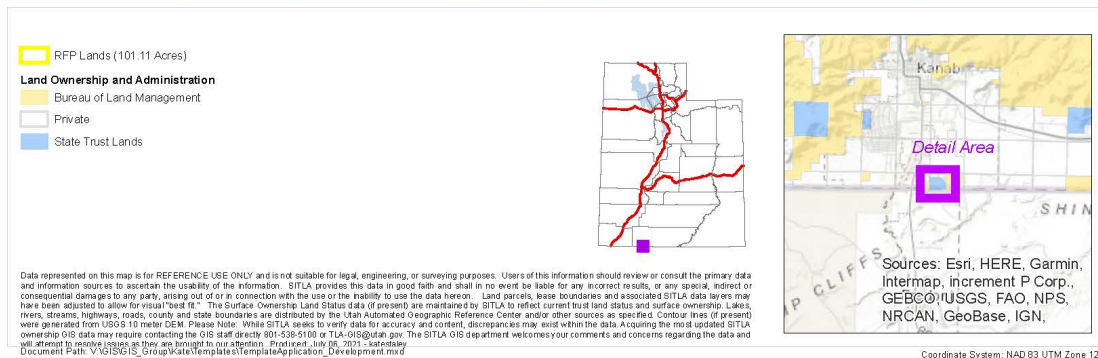 RFP Lands (101.11 Acres)
Land Ownership and Administration
Bureau of Land Management
Private
State Trust Lands
Kanab
Detail Area
SHIN
P CLIFFS
Sources: Esri, HERE, Garmin,
Intermap, increment P Corp.,
GEBCO, USGS, FAO, NPS,
NRCAN, GeoBase, IGN,
Data represented on this map is for REFERENCE USE ONLY and is not suitable for legal, engineering, or surveying purposes. Users of this information should review or consult the primary data
and information sources to ascertain the usability of the information. SITLA provides this data in good faith and shall in no event be liable for any incorrect results, or any special, indirect or
consequential damages to any party, arising out of or in connection with the use or the inability to use the data hereon. Land parcels, lease boundaries and associated SITLA data layers may
have been adjusted to allow for visual "best fit." The Surface Ownership Land Status data (if present) are maintained by SITLA to reflect current trust land status and surface ownership. Lakes,
rivers, streams, highways, roads, county and state boundaries are distributed by the Utah Automated Geographic Reference Center and/or other sources as specified. Contour lines (if present)
were generated from USGS 10 meter DEM. Please Note: While SITLA seeks to verify data for accuracy and content, discrepancies may exist within the data. Acquiring the most updated SITLA
ownership GIS data may require contacting the GIS staff directly 801-538-5100 or TLA-GIS@utah.gov. The SITLA GIS department welcomes your comments and concerns regarding the data and
will attempt to resolve issues as they are brought to our attention. Produced: July 06, 2021 - katestaley
Document Path: V:\GIS\GIS_Group\Kate\Templates\TemplateApplication_Development.mxd
Coordinate System: NAD 83 UTM Zone 12